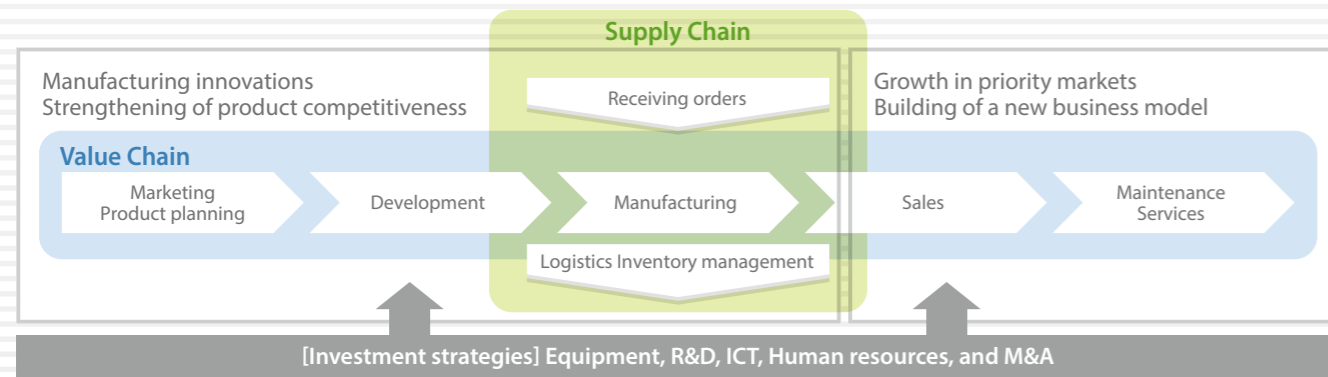 Supply Chain
Manufacturing innovations
Strengthening of product competitiveness
Receiving orders
Growth in priority markets
Building of a new business model
Value Chain
Marketing
Product planning
Development
Manufacturing
Sales
Maintenance
Services
Logistics Inventory management
[Investment strategies] Equipment, R&D, ICT, Human resources, and M&A